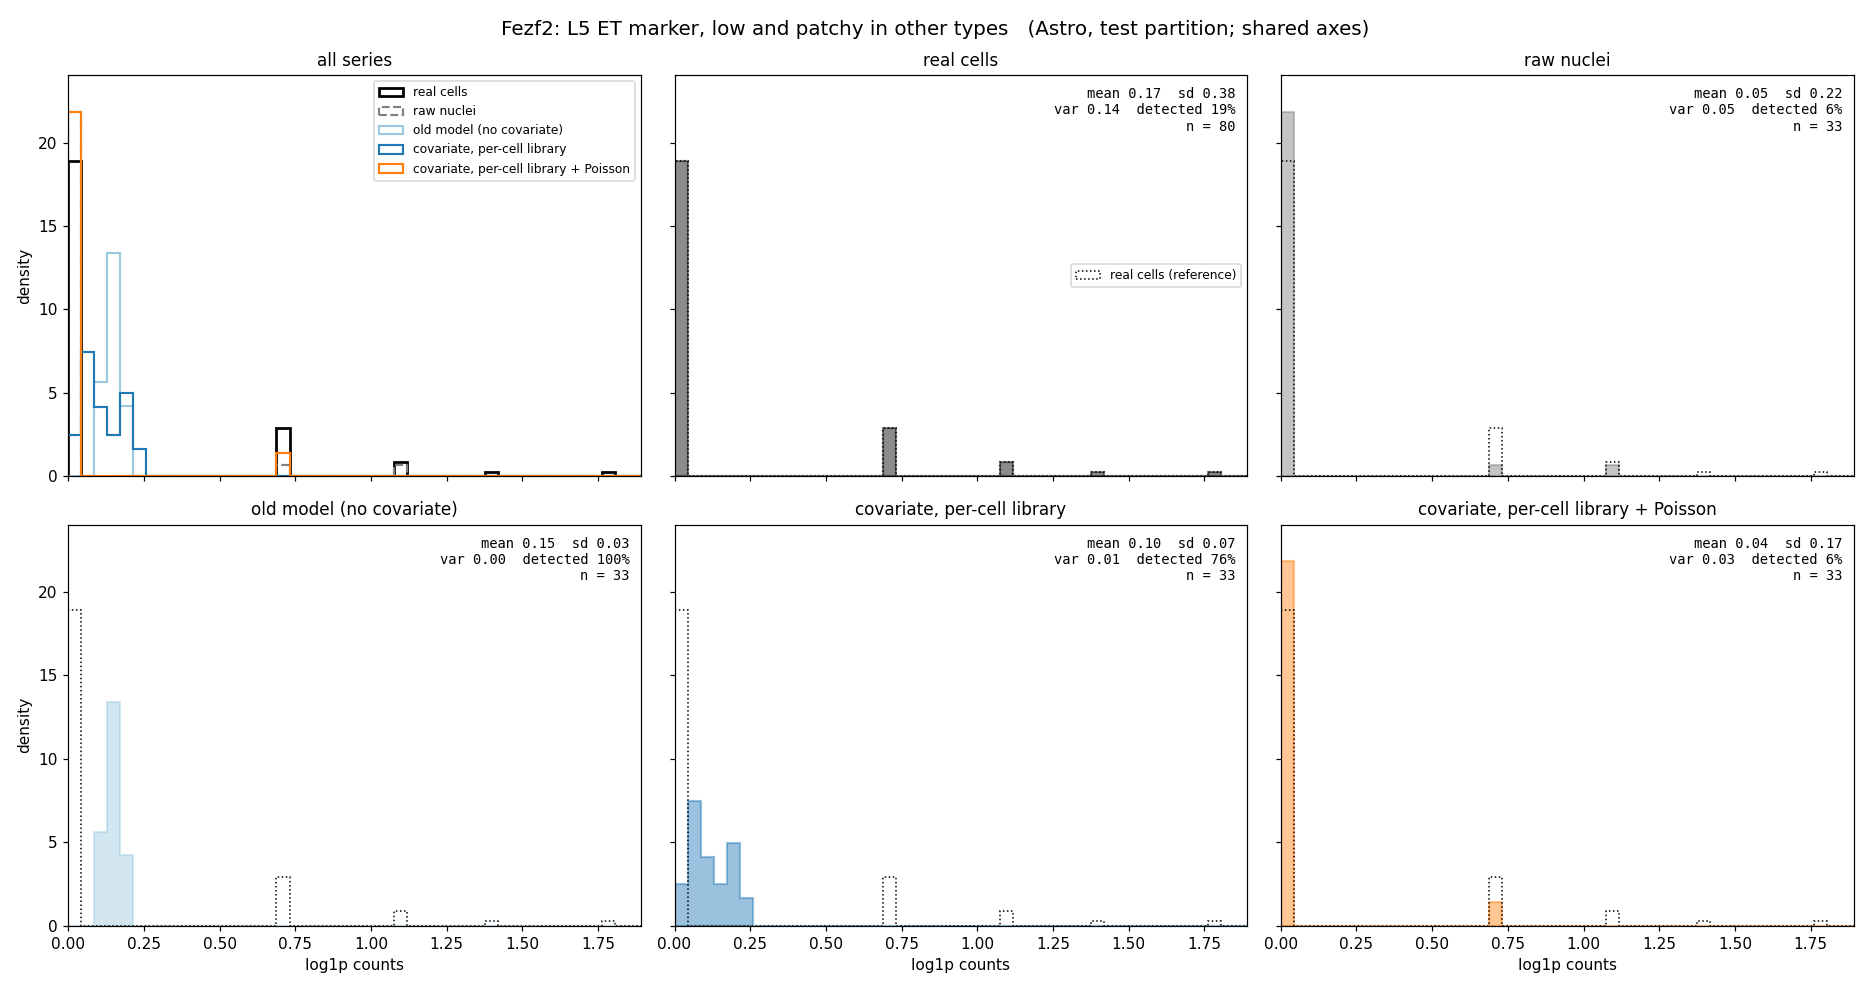 Fezf2: L5 ET marker, low and patchy in other types (Astro, test partition; shared axes)
all series
real cells
raw nuclei
old model (no covariate)
covariate, per-cell library
covariate, per-cell library + Poisson
density
20
15
10
5
0
real cells
mean 0.17 sd 0.38
var 0.14 detected 19%
n = 80
real cells (reference)
raw nuclei
mean 0.05 sd 0.22
var 0.05 detected 6%
n = 33
old model (no covariate)
mean 0.15 sd 0.03
var 0.00 detected 100%
n = 33
density
20
15
10
5
0
0.00 0.25 0.50 0.75 1.00 1.25 1.50 1.75
log1p counts
covariate, per-cell library
mean 0.10 sd 0.07
var 0.01 detected 76%
n = 33
0.00 0.25 0.50 0.75 1.00 1.25 1.50 1.75
log1p counts
covariate, per-cell library + Poisson
mean 0.04 sd 0.17
var 0.03 detected 6%
n = 33
0.00 0.25 0.50 0.75 1.00 1.25 1.50 1.75
log1p counts